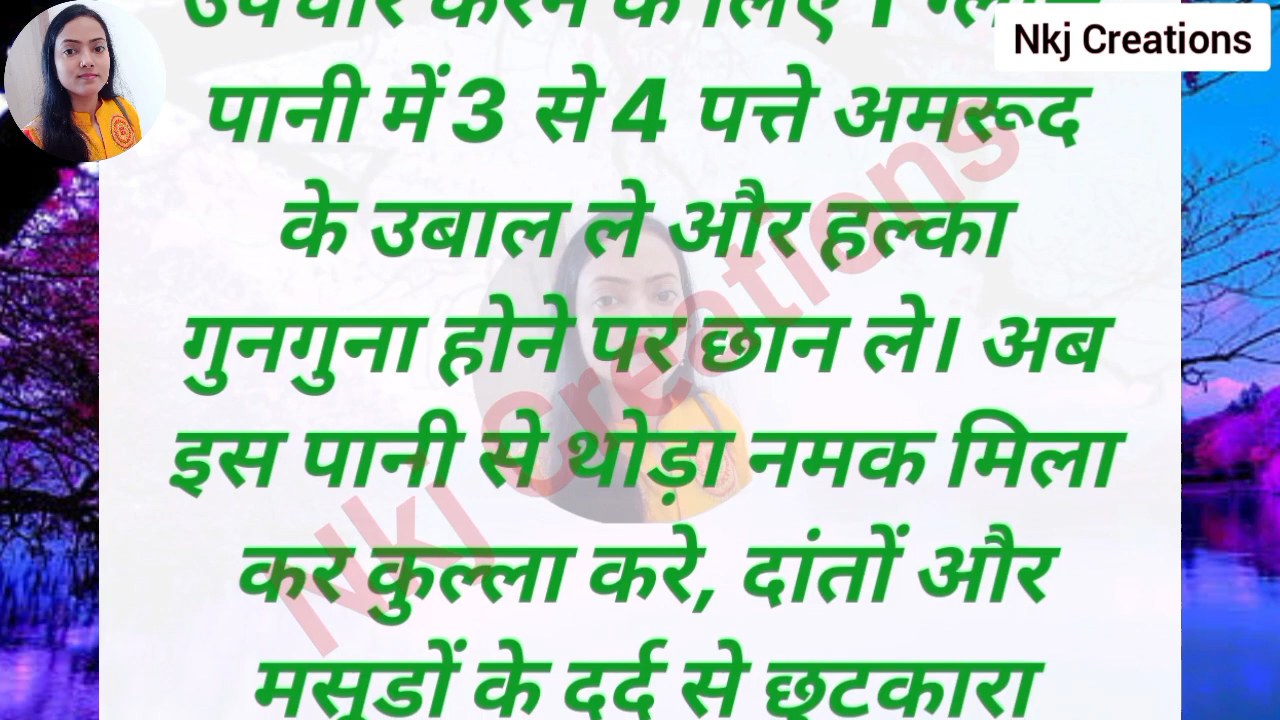 Nkj Creations
उपचार करने के लिए 1 ग्लास
पानी में 3 से 4 पत्ते अमरूद
के उबाल ले और हल्का
गुनगुना होने पर छान ले। अब
इस पानी से थोड़ा नमक मिला
कर कुल्ला करे, दांतों और
मसूडों के दर्द से छूटकारा
Nkj Creations